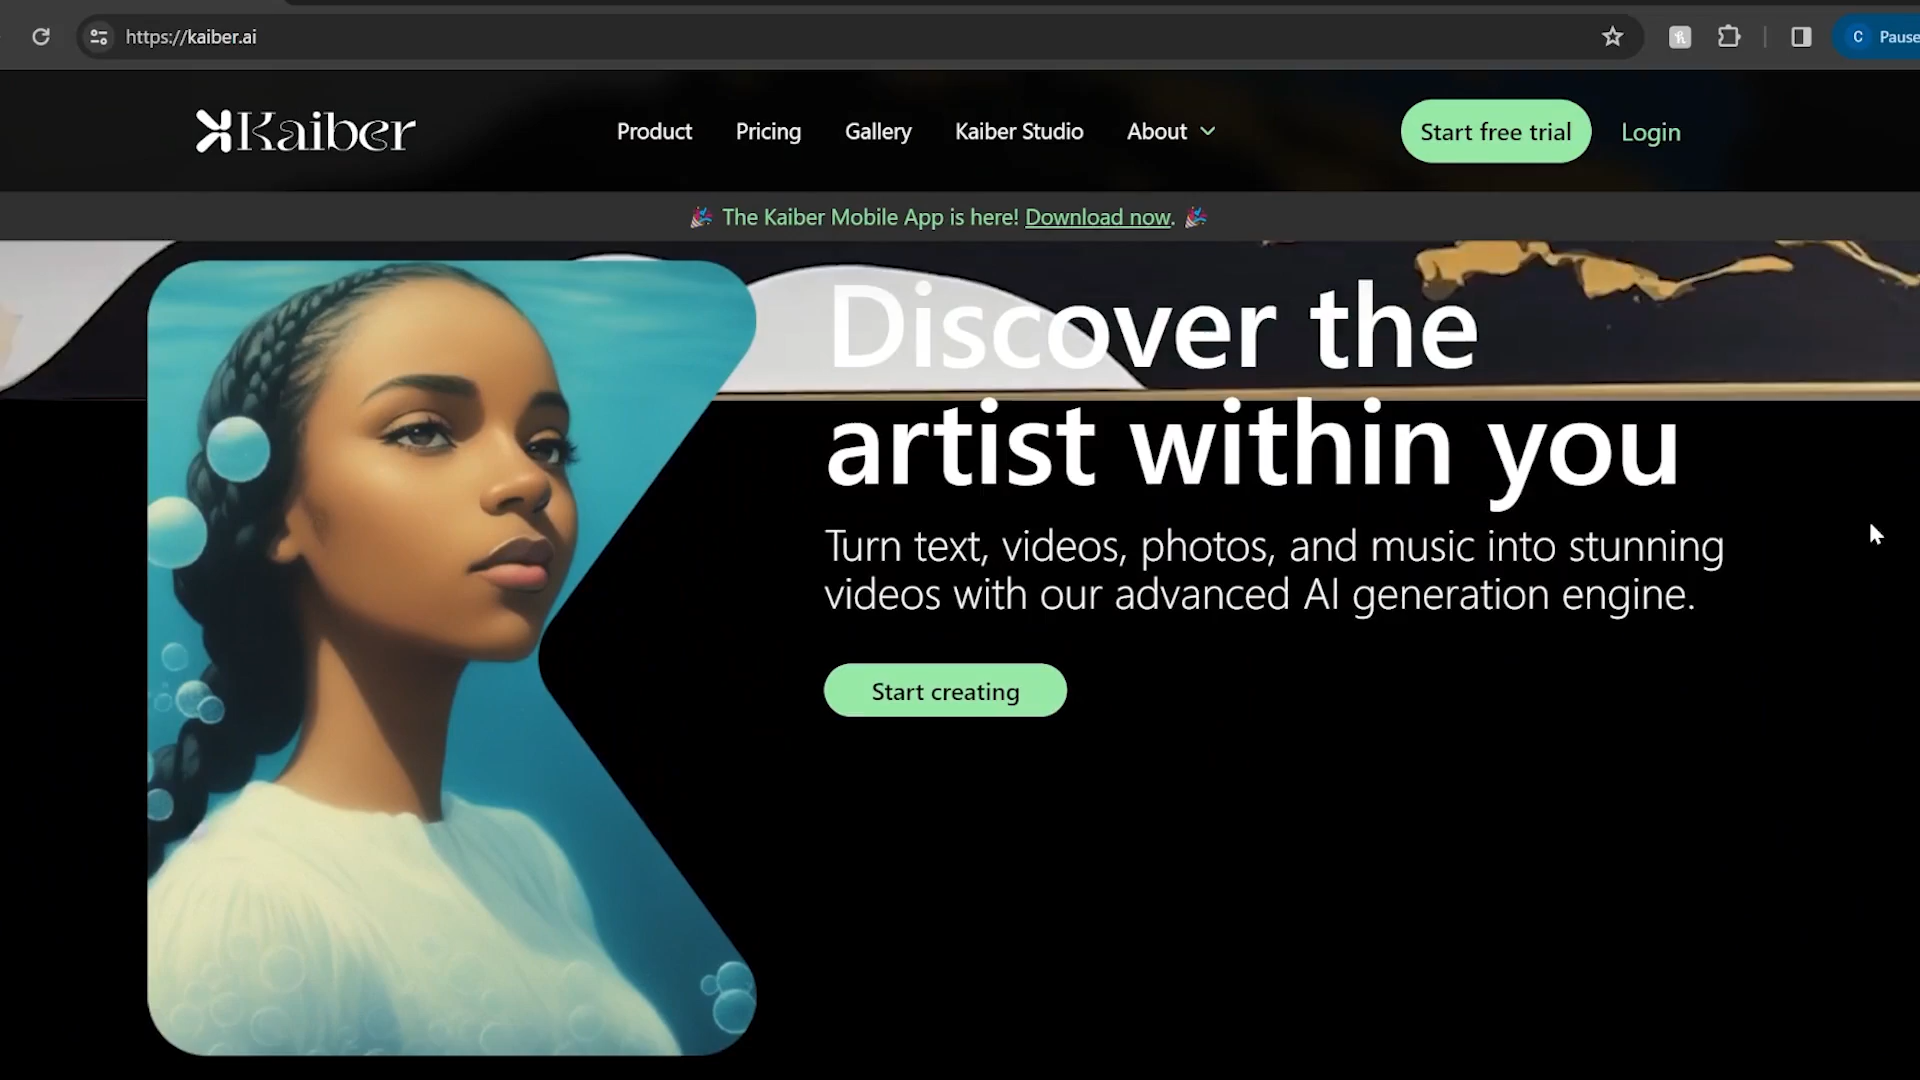 https://kaiber.ai
C Pause
Kaiber
Product Pricing Gallery Kaiber Studio About Start free trial Login
🎉 The Kaiber Mobile App is here! Download now. 🎉
Discover the
artist within you
Turn text, videos, photos, and music into stunning
videos with our advanced AI generation engine.
Start creating